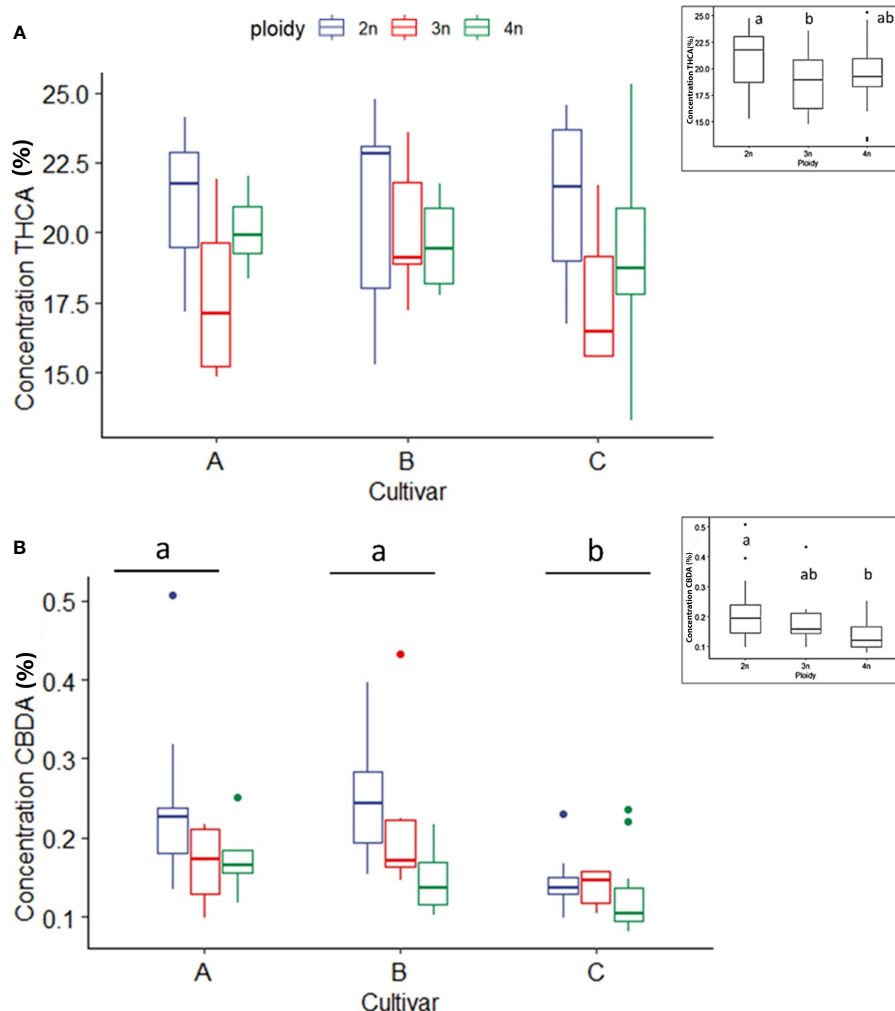 A
ploidy 2n 3n 4n
Concentration THCA (%)
25.0
22.5
20.0
17.5
15.0
A B C
Cultivar
Concentration THCA(%)
25.0
22.5
20.0
17.5
15.0
a b ab
2n 3n 4n
Ploidy
B
a a b
Concentration CBDA (%)
0.5
0.4
0.3
0.2
0.1
A B C
Cultivar
Concentration CBDA (%)
0.5
0.4
0.3
0.2
0.1
a ab b
2n 3n 4n
Ploidy